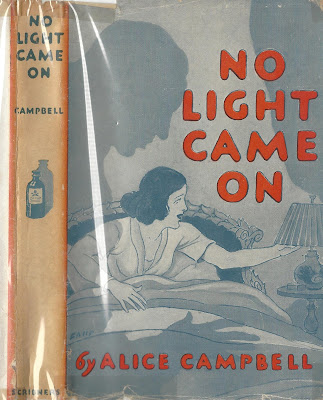 NO
LIGHT
CAME
ON
CAMPBELL
SCRIBNERS
NO
LIGHT
CAME
ON
by ALICE CAMPBELL